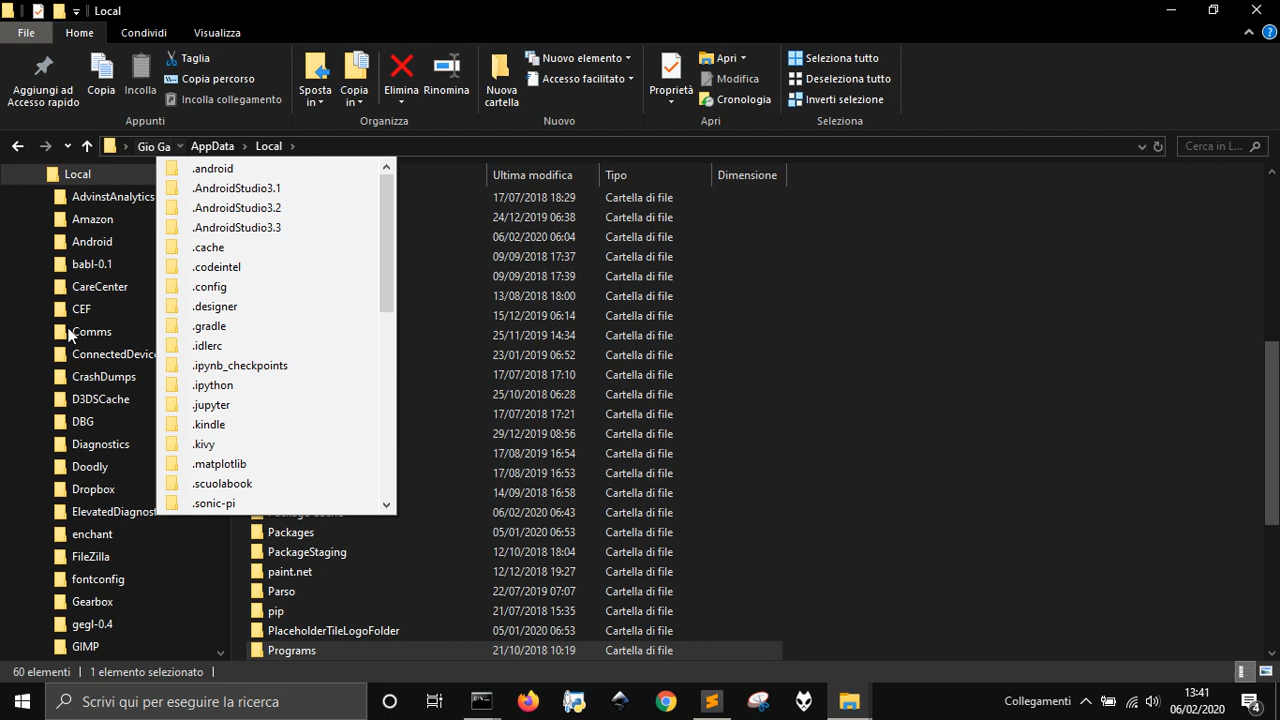 Local
File
Home
Condividi
Visualizza
Aggiungi ad
Accesso rapido
Copia
Incolla
Taglia
Copia percorso
Incolla collegamento
Appunti
Sposta
in
Copia
in
Elimina
Rinomina
Organizza
Nuova
cartella
Nuovo elemento
Accesso facilitato
Nuovo
Proprietà
Apri
Modifica
Cronologia
Apri
Seleziona tutto
Deseleziona tutto
Inverti selezione
Seleziona
Gio Ga
AppData
Local
Cerca in L...
Local
AdvinstAnalytics
Amazon
Android
babl-0.1
CareCenter
CEF
Comms
ConnectedDevic
CrashDumps
D3DSCache
DBG
Diagnostics
Doodly
Dropbox
ElevatedDiagnost
enchant
FileZilla
fontconfig
Gearbox
gegl-0.4
GIMP
.android
.AndroidStudio3.1
.AndroidStudio3.2
.AndroidStudio3.3
.cache
.codeintel
.config
.designer
.gradle
.idlerc
.ipynb_checkpoints
.ipython
.jupyter
.kindle
.kivy
.matplotlib
.scuolabook
.sonic-pi
Ultima modifica Tipo Dimensione
17/07/2018 18:29 Cartella di file
24/12/2019 06:38 Cartella di file
06/02/2020 06:04 Cartella di file
09/09/2018 17:37 Cartella di file
09/09/2018 17:39 Cartella di file
13/08/2018 18:00 Cartella di file
15/12/2019 06:14 Cartella di file
25/11/2019 14:34 Cartella di file
23/01/2019 06:52 Cartella di file
17/07/2018 17:10 Cartella di file
25/10/2018 06:28 Cartella di file
17/07/2018 17:21 Cartella di file
29/12/2019 08:56 Cartella di file
17/08/2018 16:54 Cartella di file
17/08/2018 16:53 Cartella di file
14/09/2018 16:58 Cartella di file
06/02/2020 06:43 Cartella di file
Packages 05/01/2020 06:53 Cartella di file
PackageStaging 12/10/2018 18:04 Cartella di file
paint.net 12/12/2018 19:27 Cartella di file
Parso 22/07/2019 07:07 Cartella di file
pip 21/07/2018 15:35 Cartella di file
PlaceholderTileLogoFolder 05/01/2020 06:53 Cartella di file
Programs 21/10/2018 10:19 Cartella di file
60 elementi 1 elemento selezionato
Scrivi qui per eseguire la ricerca
Collegamenti
13:41
06/02/2020
4